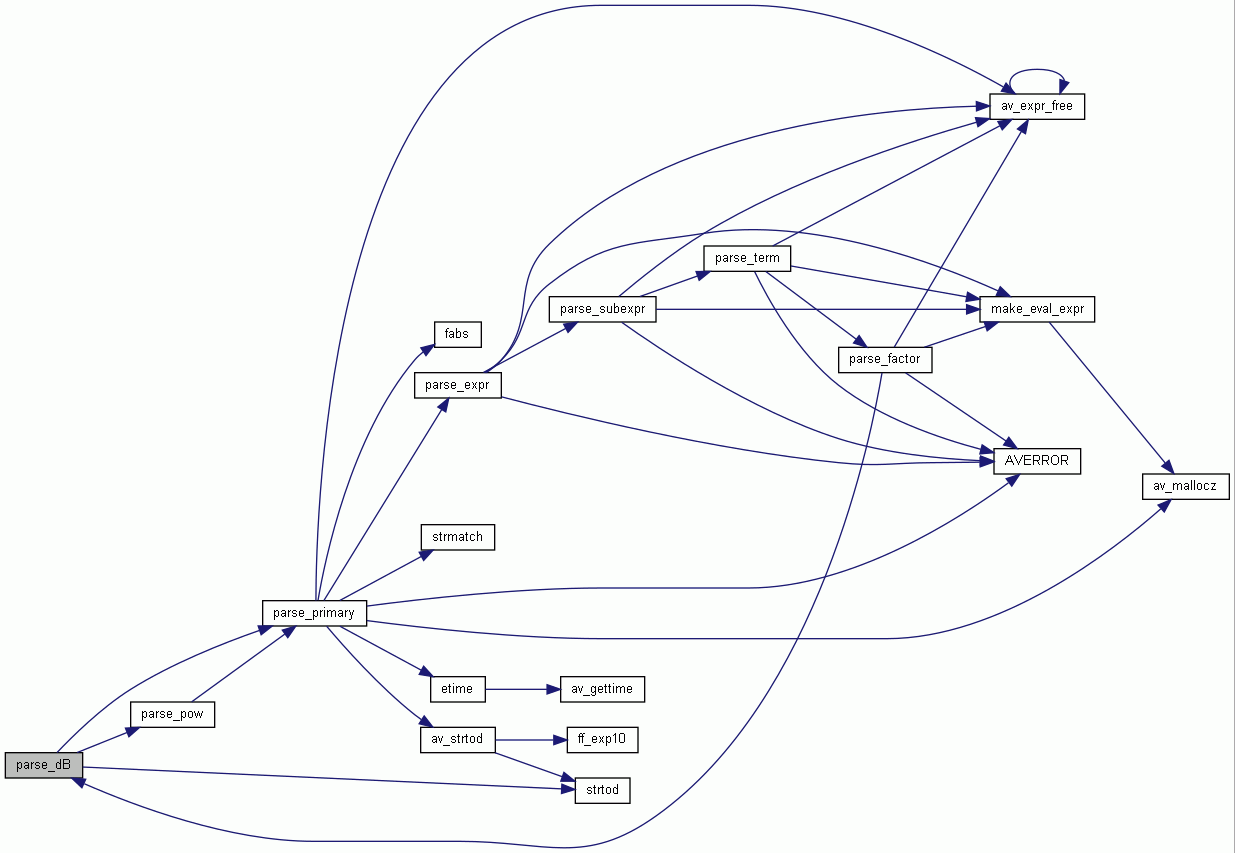 av_expr_free
parse_term
parse_subexpr
make_eval_expr
fabs
parse_factor
parse_expr
AVERROR
av_mallocz
strmatch
parse_primary
etime
av_gettime
parse_pow
av_strtod
ff_exp10
parse_dB
strtod